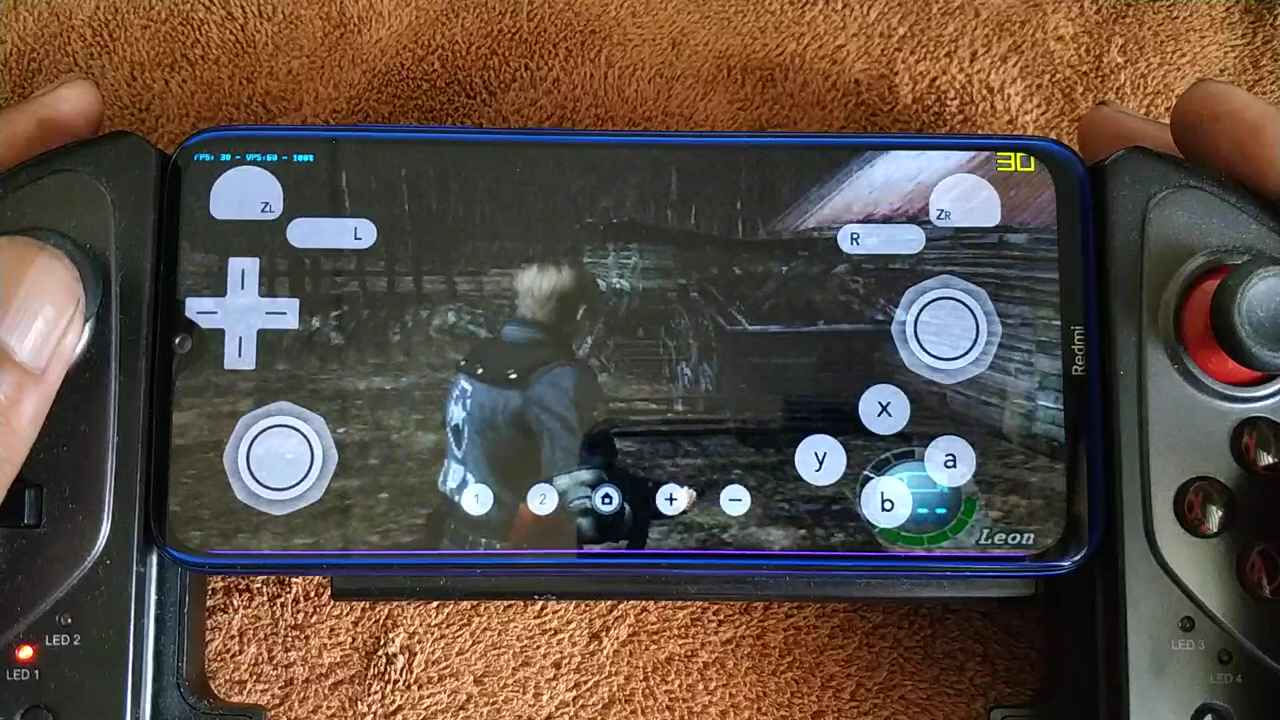 FPS: 30 - VPS:60 - 100%
30
ZL
ZR
L
R
Redmi
x
y
a
b
1
2
+
−
Leon
LED 2
LED 1
LED 3
LED 4